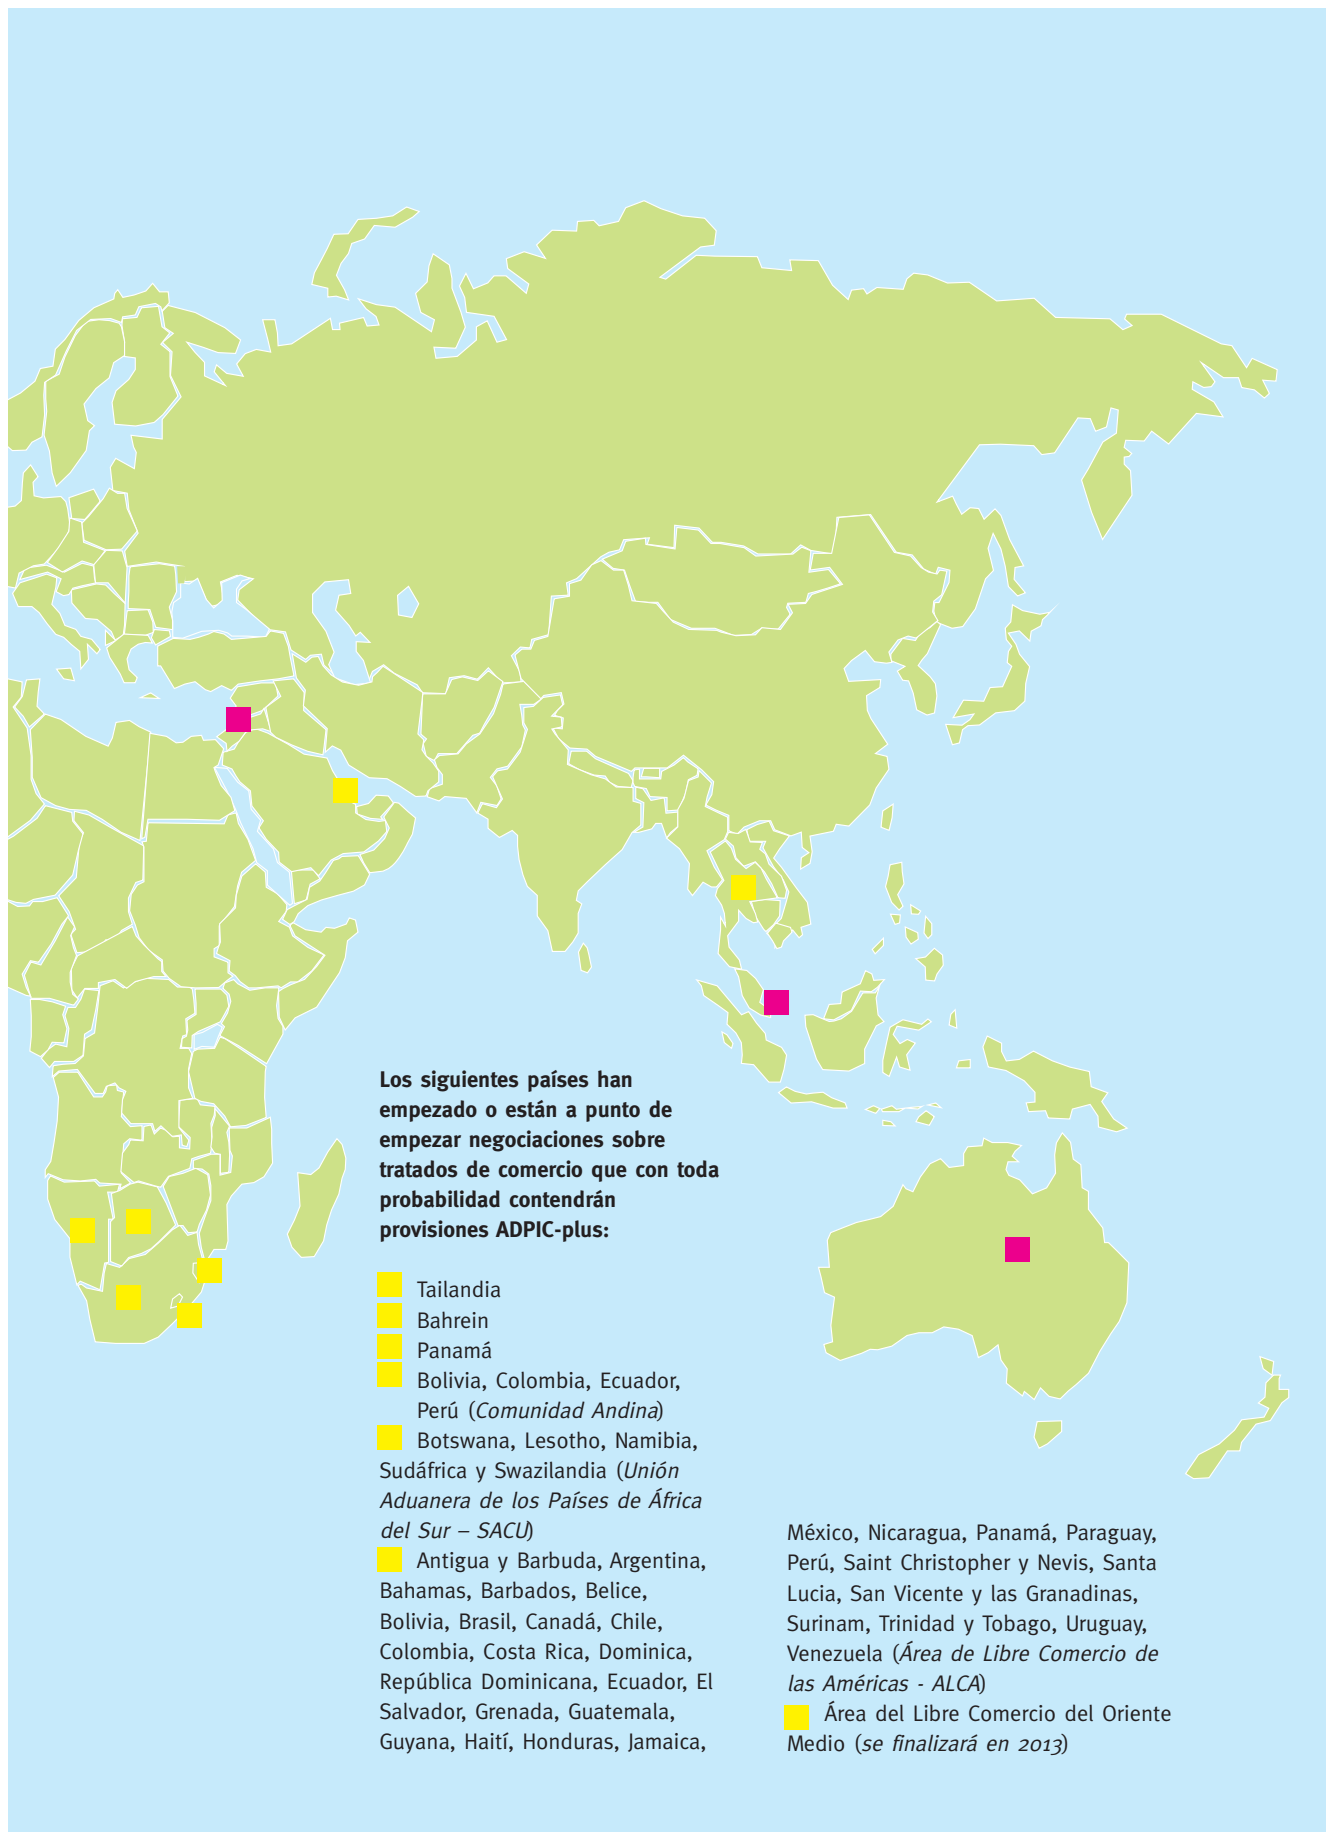 Los siguientes países han
empezado o están a punto de
empezar negociaciones sobre
tratados de comercio que con toda
probabilidad contendrán
provisiones ADPIC-plus:
Tailandia
Bahrein
Panamá
Bolivia, Colombia, Ecuador,
Perú (Comunidad Andina)
Botswana, Lesotho, Namibia,
Sudáfrica y Swazilandia (Unión
Aduanera de los Países de África
del Sur – SACU)
Antigua y Barbuda, Argentina,
Bahamas, Barbados, Belice,
Bolivia, Brasil, Canadá, Chile,
Colombia, Costa Rica, Dominica,
República Dominicana, Ecuador, El
Salvador, Grenada, Guatemala,
Guyana, Haití, Honduras, Jamaica,
México, Nicaragua, Panamá, Paraguay,
Perú, Saint Christopher y Nevis, Santa
Lucia, San Vicente y las Granadinas,
Surinam, Trinidad y Tobago, Uruguay,
Venezuela (Área de Libre Comercio de
las Américas - ALCA)
Área del Libre Comercio del Oriente
Medio (se finalizará en 2013)